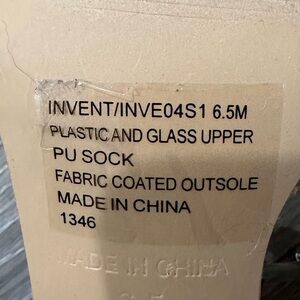 INVENT/INVE04S1 6.5M
PLASTIC AND GLASS UPPER
PU SOCK
FABRIC COATED OUTSOLE
MADE IN CHINA
1346
MADE IN CHINA